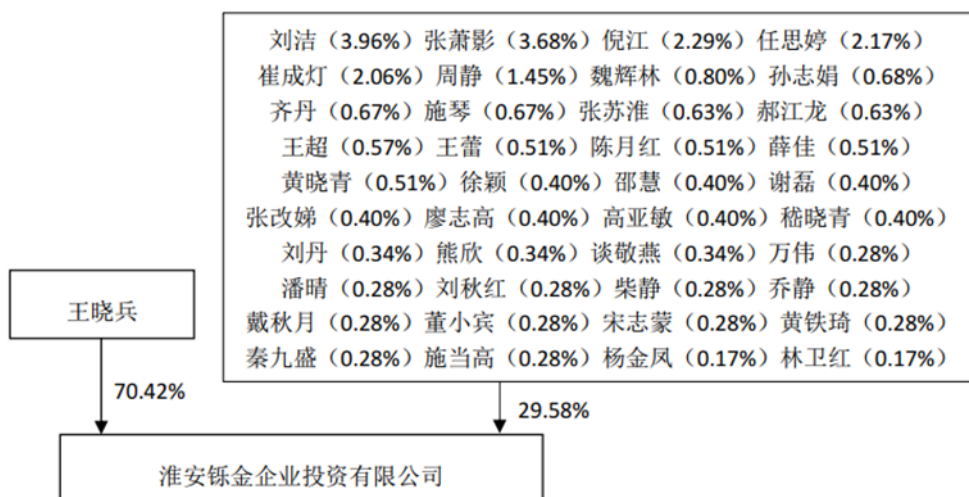 刘洁（3.96%）张萧影（3.68%）倪江（2.29%）任思婷（2.17%）
崔成灯（2.06%）周静（1.45%）魏辉林（0.80%）孙志娟（0.68%）
齐丹（0.67%）施琴（0.67%）张苏淮（0.63%）郝江龙（0.63%）
王超（0.57%）王蕾（0.51%）陈月红（0.51%）薛佳（0.51%）
黄晓青（0.51%）徐颖（0.40%）邵慧（0.40%）谢磊（0.40%）
张改娣（0.40%）廖志高（0.40%）高亚敏（0.40%）嵇晓青（0.40%）
刘丹（0.34%）熊欣（0.34%）谈敬燕（0.34%）万伟（0.28%）
潘晴（0.28%）刘秋红（0.28%）柴静（0.28%）乔静（0.28%）
戴秋月（0.28%）董小宾（0.28%）宋志蒙（0.28%）黄铁琦（0.28%）
秦九盛（0.28%）施当高（0.28%）杨金凤（0.17%）林卫红（0.17%）
王晓兵
70.42%
29.58%
淮安铄金企业投资有限公司